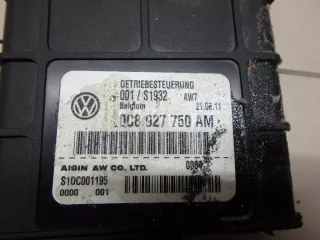 GETRIEBESTEUERUNG
001 / S1932 AW7
Belgium 21.06.11
0C8 927 750 AM
AISIN AW CO. LTD.
S10C001195
0000 001